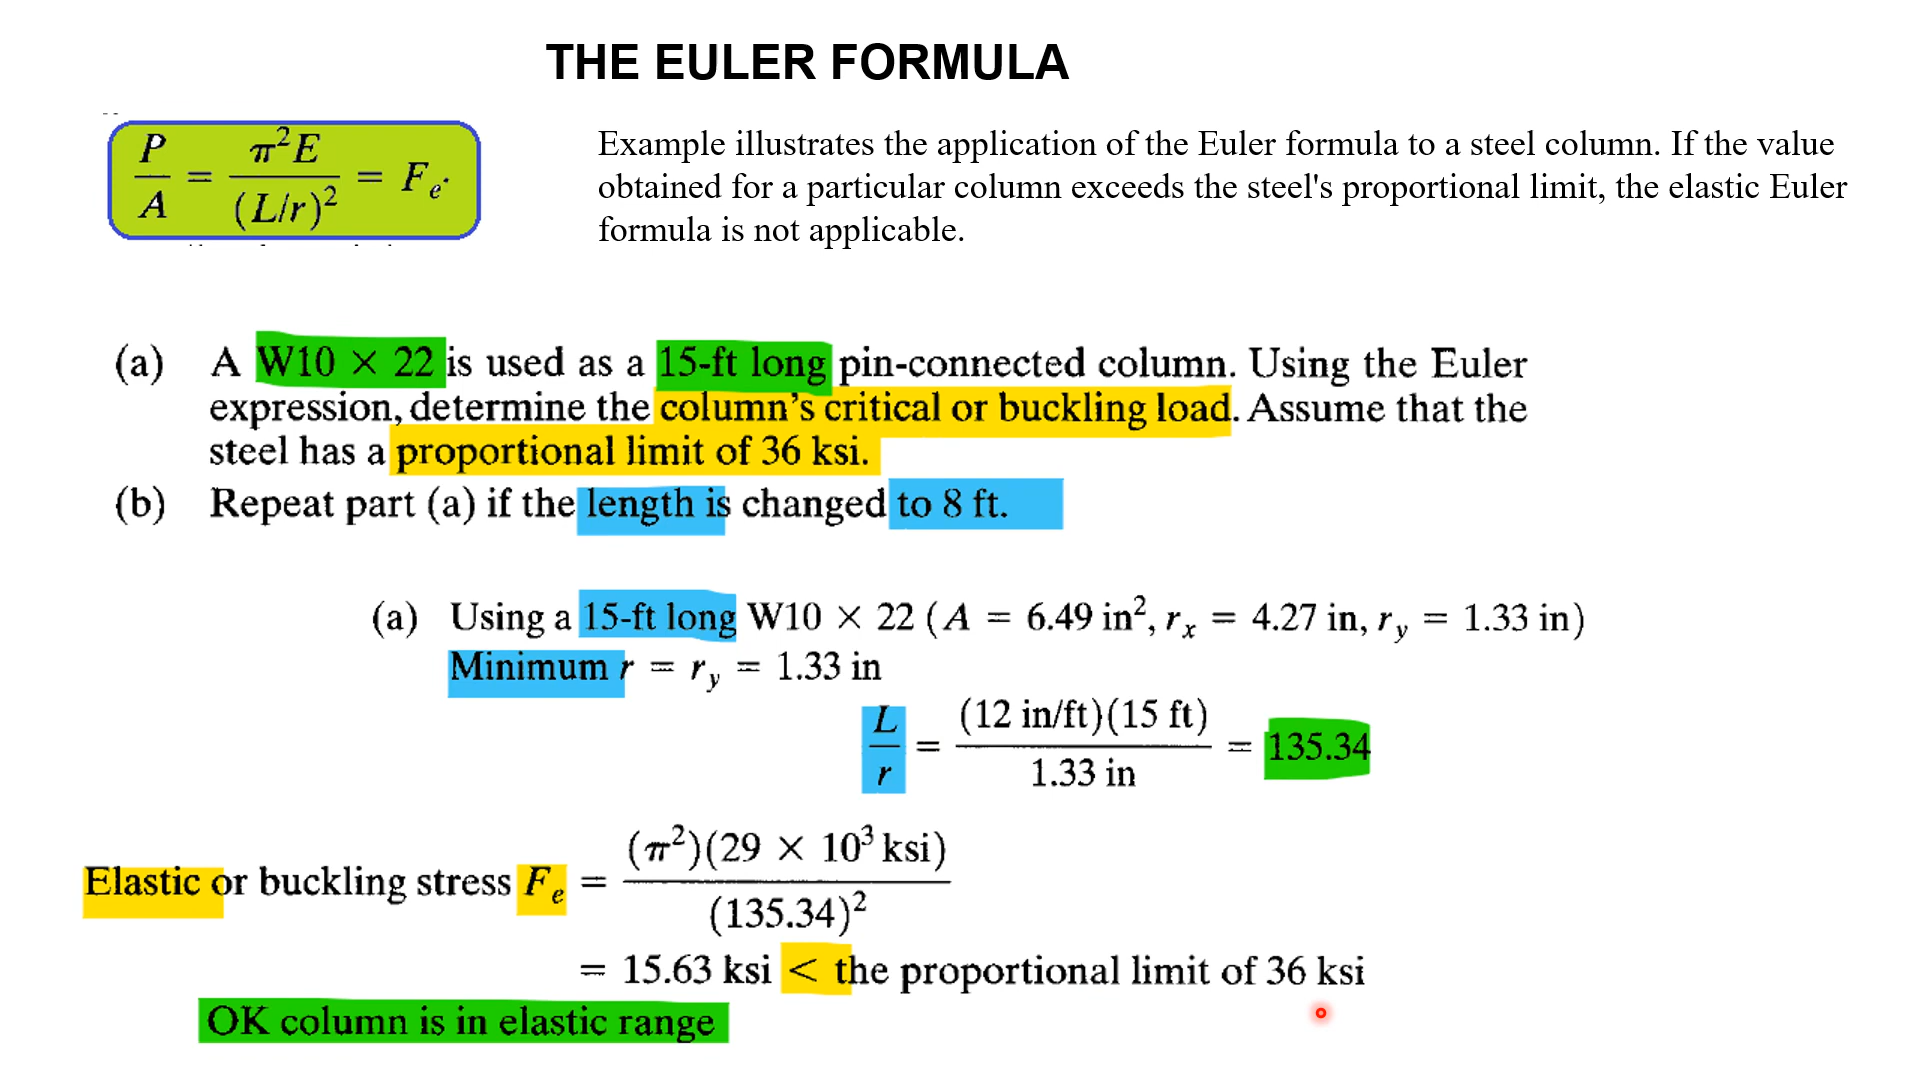 THE EULER FORMULA
P/A = π²E/(L/r)² = Fe.
Example illustrates the application of the Euler formula to a steel column. If the value
obtained for a particular column exceeds the steel's proportional limit, the elastic Euler
formula is not applicable.
(a) A W10 × 22 is used as a 15-ft long pin-connected column. Using the Euler
expression, determine the column's critical or buckling load. Assume that the
steel has a proportional limit of 36 ksi.
(b) Repeat part (a) if the length is changed to 8 ft.
(a) Using a 15-ft long W10 × 22 (A = 6.49 in², rx = 4.27 in, ry = 1.33 in)
Minimum r = ry = 1.33 in
L/r = (12 in/ft)(15 ft)/1.33 in = 135.34
Elastic or buckling stress Fe = (π²)(29 × 10³ ksi)/(135.34)²
= 15.63 ksi < the proportional limit of 36 ksi
OK column is in elastic range